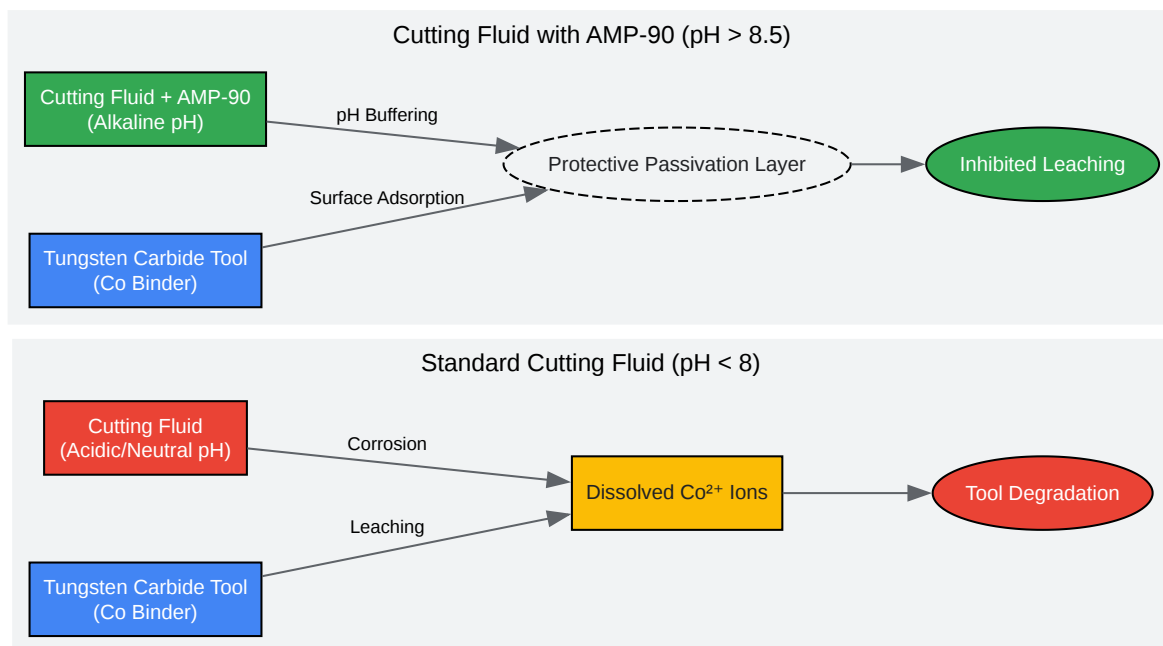 Cutting Fluid with AMP-90 (pH > 8.5)
Cutting Fluid + AMP-90
(Alkaline pH)
pH Buffering
Protective Passivation Layer
Inhibited Leaching
Surface Adsorption
Tungsten Carbide Tool
(Co Binder)
Standard Cutting Fluid (pH < 8)
Cutting Fluid
(Acidic/Neutral pH)
Corrosion
Dissolved Co²⁺ Ions
Tool Degradation
Leaching
Tungsten Carbide Tool
(Co Binder)